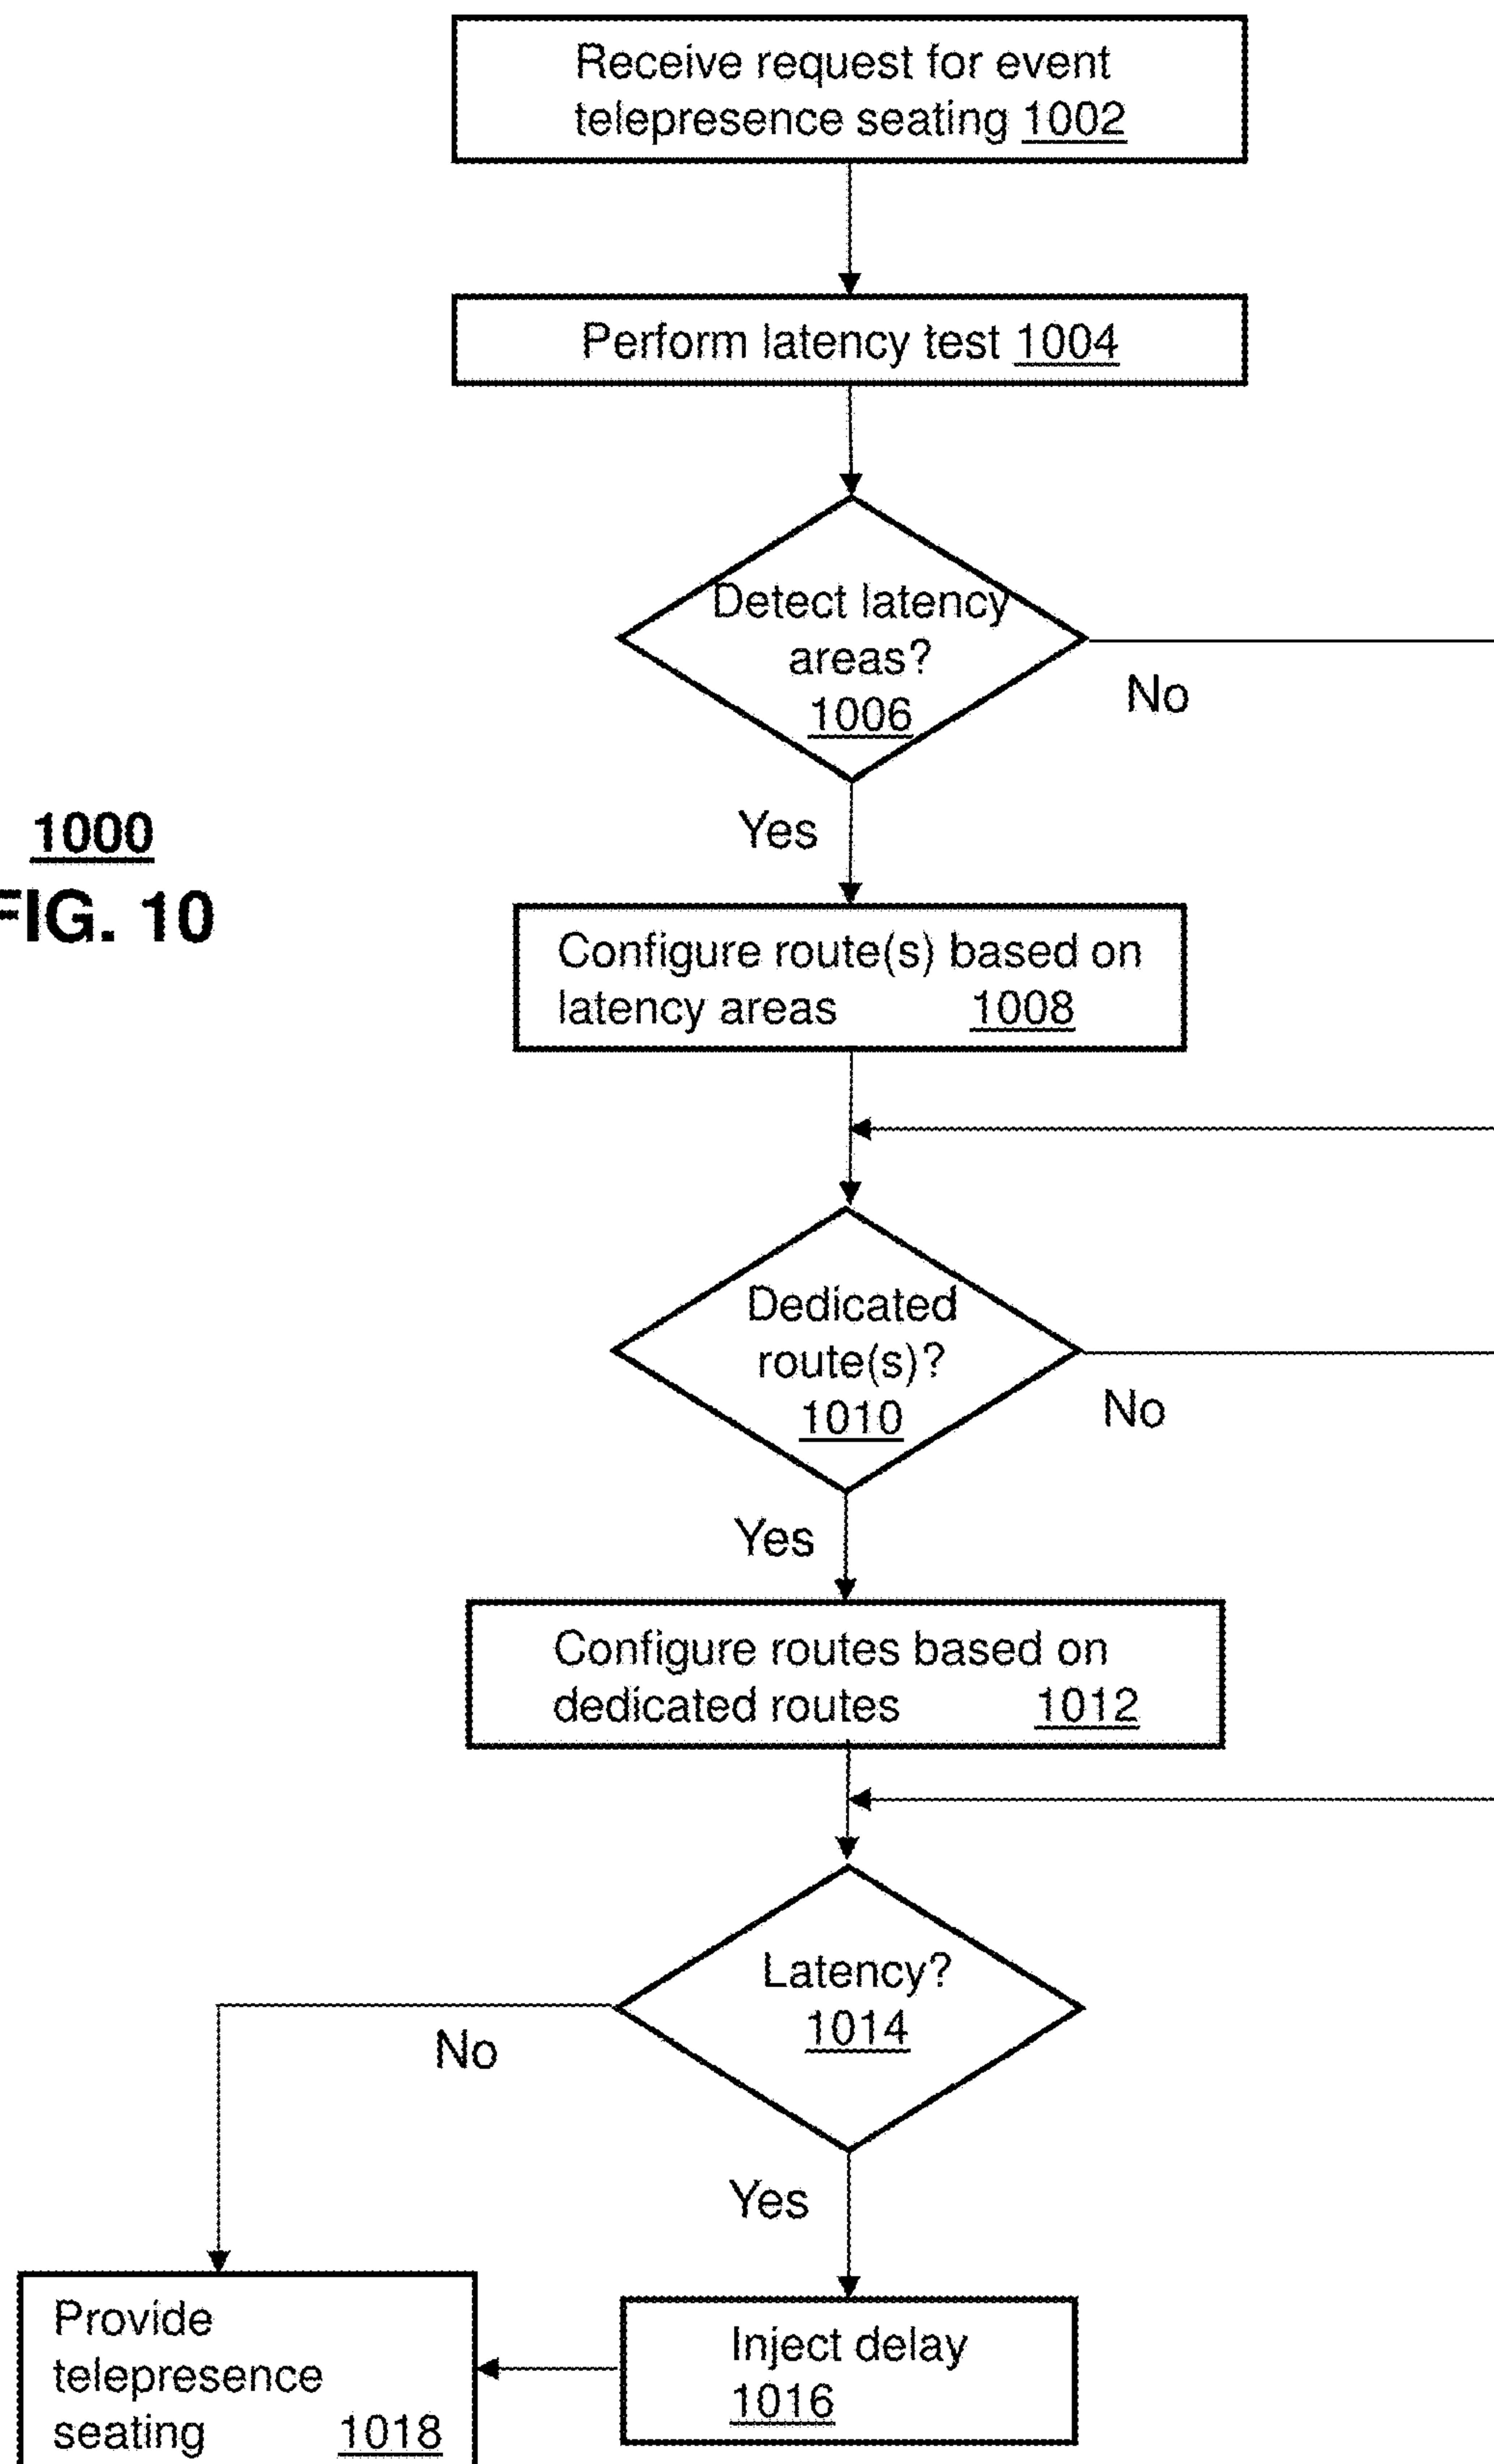 Receive request for event
telepresence seating 1002
Perform latency test 1004
Detect latency
areas?
1006
No
Yes
1000
FIG. 10
Configure route(s) based on
latency areas 1008
Dedicated
route(s)?
1010
No
Yes
Configure routes based on
dedicated routes 1012
Latency?
1014
No
Yes
Provide
telepresence
seating 1018
Inject delay
1016